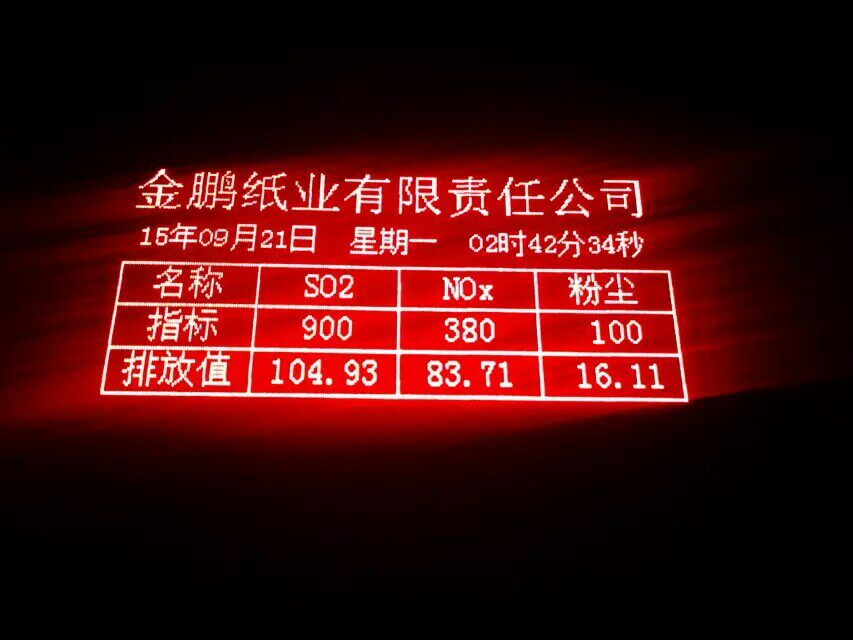 金鹏纸业有限责任公司
15年09月21日 星期一 02时42分34秒
名称 SO2 NOx 粉尘
指标 900 380 100
排放值 104.93 83.71 16.11